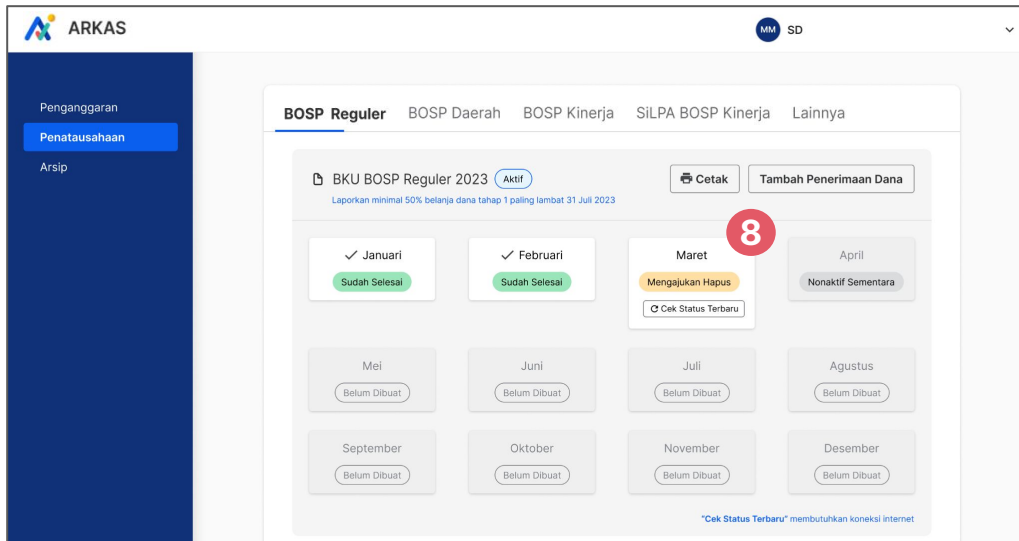 ARKAS
MM SD
Penganggaran
Penatausahaan
Arsip
BOSP Reguler BOSP Daerah BOSP Kinerja SiLPA BOSP Kinerja Lainnya
BKU BOSP Reguler 2023 Aktif
Laporkan minimal 50% belanja dana tahap 1 paling lambat 31 Juli 2023
Cetak Tambah Penerimaan Dana
8
Januari Februari Maret April
Sudah Selesai Sudah Selesai Mengajukan Hapus Nonaktif Sementara
Cek Status Terbaru
Mei Juni Juli Agustus
Belum Dibuat Belum Dibuat Belum Dibuat Belum Dibuat
September Oktober November Desember
Belum Dibuat Belum Dibuat Belum Dibuat Belum Dibuat
"Cek Status Terbaru" membutuhkan koneksi internet